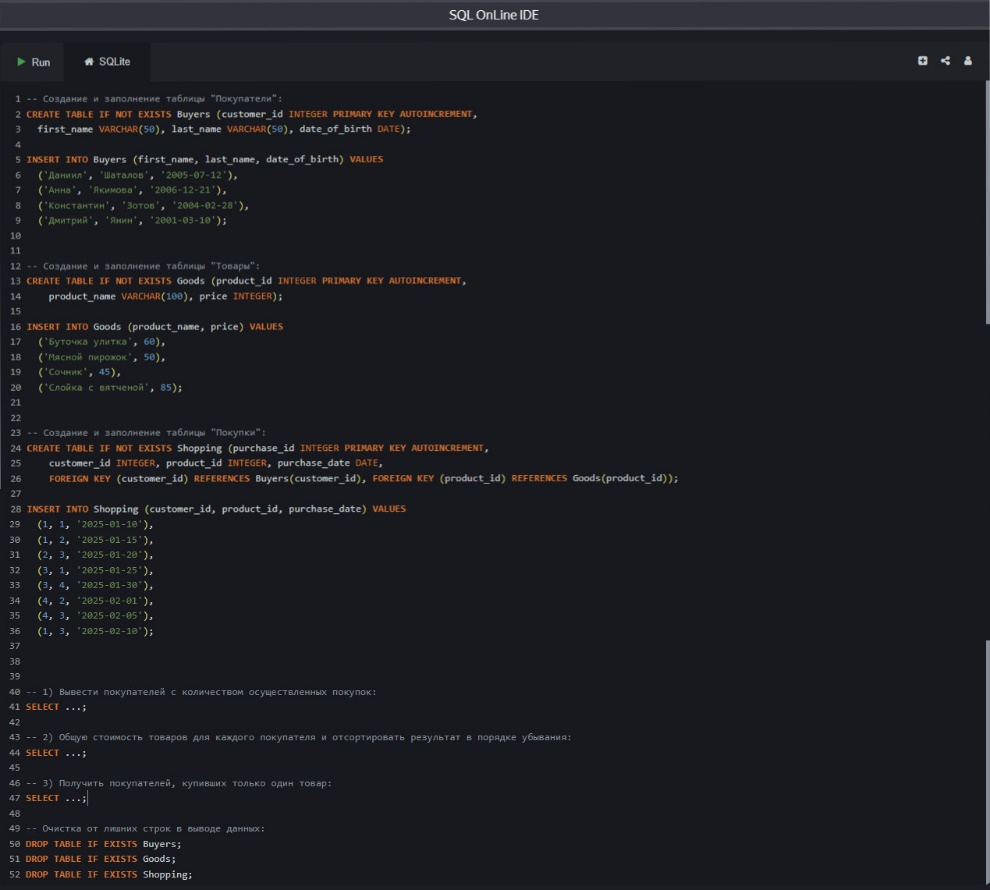 SQL OnLine IDE
Run
SQLite
1 -- Создание и заполнение таблицы "Покупатели":
2 CREATE TABLE IF NOT EXISTS Buyers (customer_id INTEGER PRIMARY KEY AUTOINCREMENT,
3 first_name VARCHAR(50), last_name VARCHAR(50), date_of_birth DATE);
4
5 INSERT INTO Buyers (first_name, last_name, date_of_birth) VALUES
6 ('Даниил', 'Шаталов', '2005-07-12'),
7 ('Анна', 'Якимова', '2006-12-21'),
8 ('Константин', 'Зотов', '2004-02-28'),
9 ('Дмитрий', 'Янин', '2001-03-10');
10
11
12 -- Создание и заполнение таблицы "Товары":
13 CREATE TABLE IF NOT EXISTS Goods (product_id INTEGER PRIMARY KEY AUTOINCREMENT,
14 product_name VARCHAR(100), price INTEGER);
15
16 INSERT INTO Goods (product_name, price) VALUES
17 ('Буточка улитка', 60),
18 ('Мясной пирожок', 50),
19 ('Сочник', 45),
20 ('Слойка с вятченой', 85);
21
22
23 -- Создание и заполнение таблицы "Покупки":
24 CREATE TABLE IF NOT EXISTS Shopping (purchase_id INTEGER PRIMARY KEY AUTOINCREMENT,
25 customer_id INTEGER, product_id INTEGER, purchase_date DATE,
26 FOREIGN KEY (customer_id) REFERENCES Buyers(customer_id), FOREIGN KEY (product_id) REFERENCES Goods(product_id));
27
28 INSERT INTO Shopping (customer_id, product_id, purchase_date) VALUES
29 (1, 1, '2025-01-10'),
30 (1, 2, '2025-01-15'),
31 (2, 3, '2025-01-20'),
32 (3, 1, '2025-01-25'),
33 (3, 4, '2025-01-30'),
34 (4, 2, '2025-02-01'),
35 (4, 3, '2025-02-05'),
36 (1, 3, '2025-02-10');
37
38
39
40 -- 1) Вывести покупателей с количеством осуществленных покупок:
41 SELECT ...;
42
43 -- 2) Общую стоимость товаров для каждого покупателя и отсортировать результат в порядке убывания:
44 SELECT ...;
45
46 -- 3) Получить покупателей, купивших только один товар:
47 SELECT ...;
48
49 -- Очистка от лишних строк в выводе данных:
50 DROP TABLE IF EXISTS Buyers;
51 DROP TABLE IF EXISTS Goods;
52 DROP TABLE IF EXISTS Shopping;